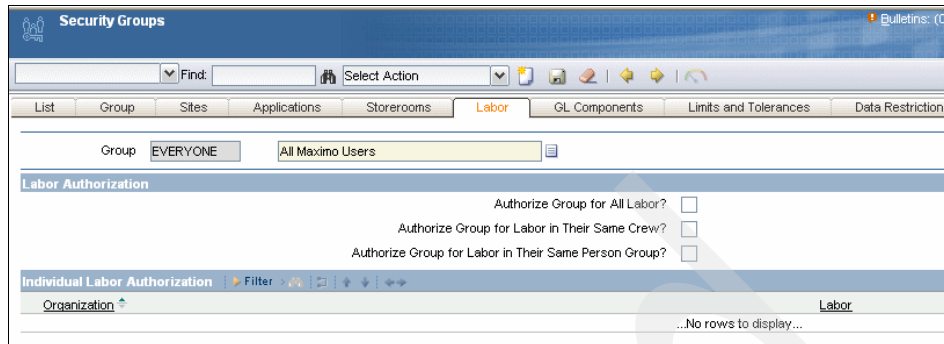 Security Groups
Bulletins: (0
Find: Select Action
List Group Sites Applications Storerooms Labor GL Components Limits and Tolerances Data Restriction
Group EVERYONE All Maximo Users
Labor Authorization
Authorize Group for All Labor?
Authorize Group for Labor in Their Same Crew?
Authorize Group for Labor in Their Same Person Group?
Individual Labor Authorization Filter
Organization Labor
...No rows to display...